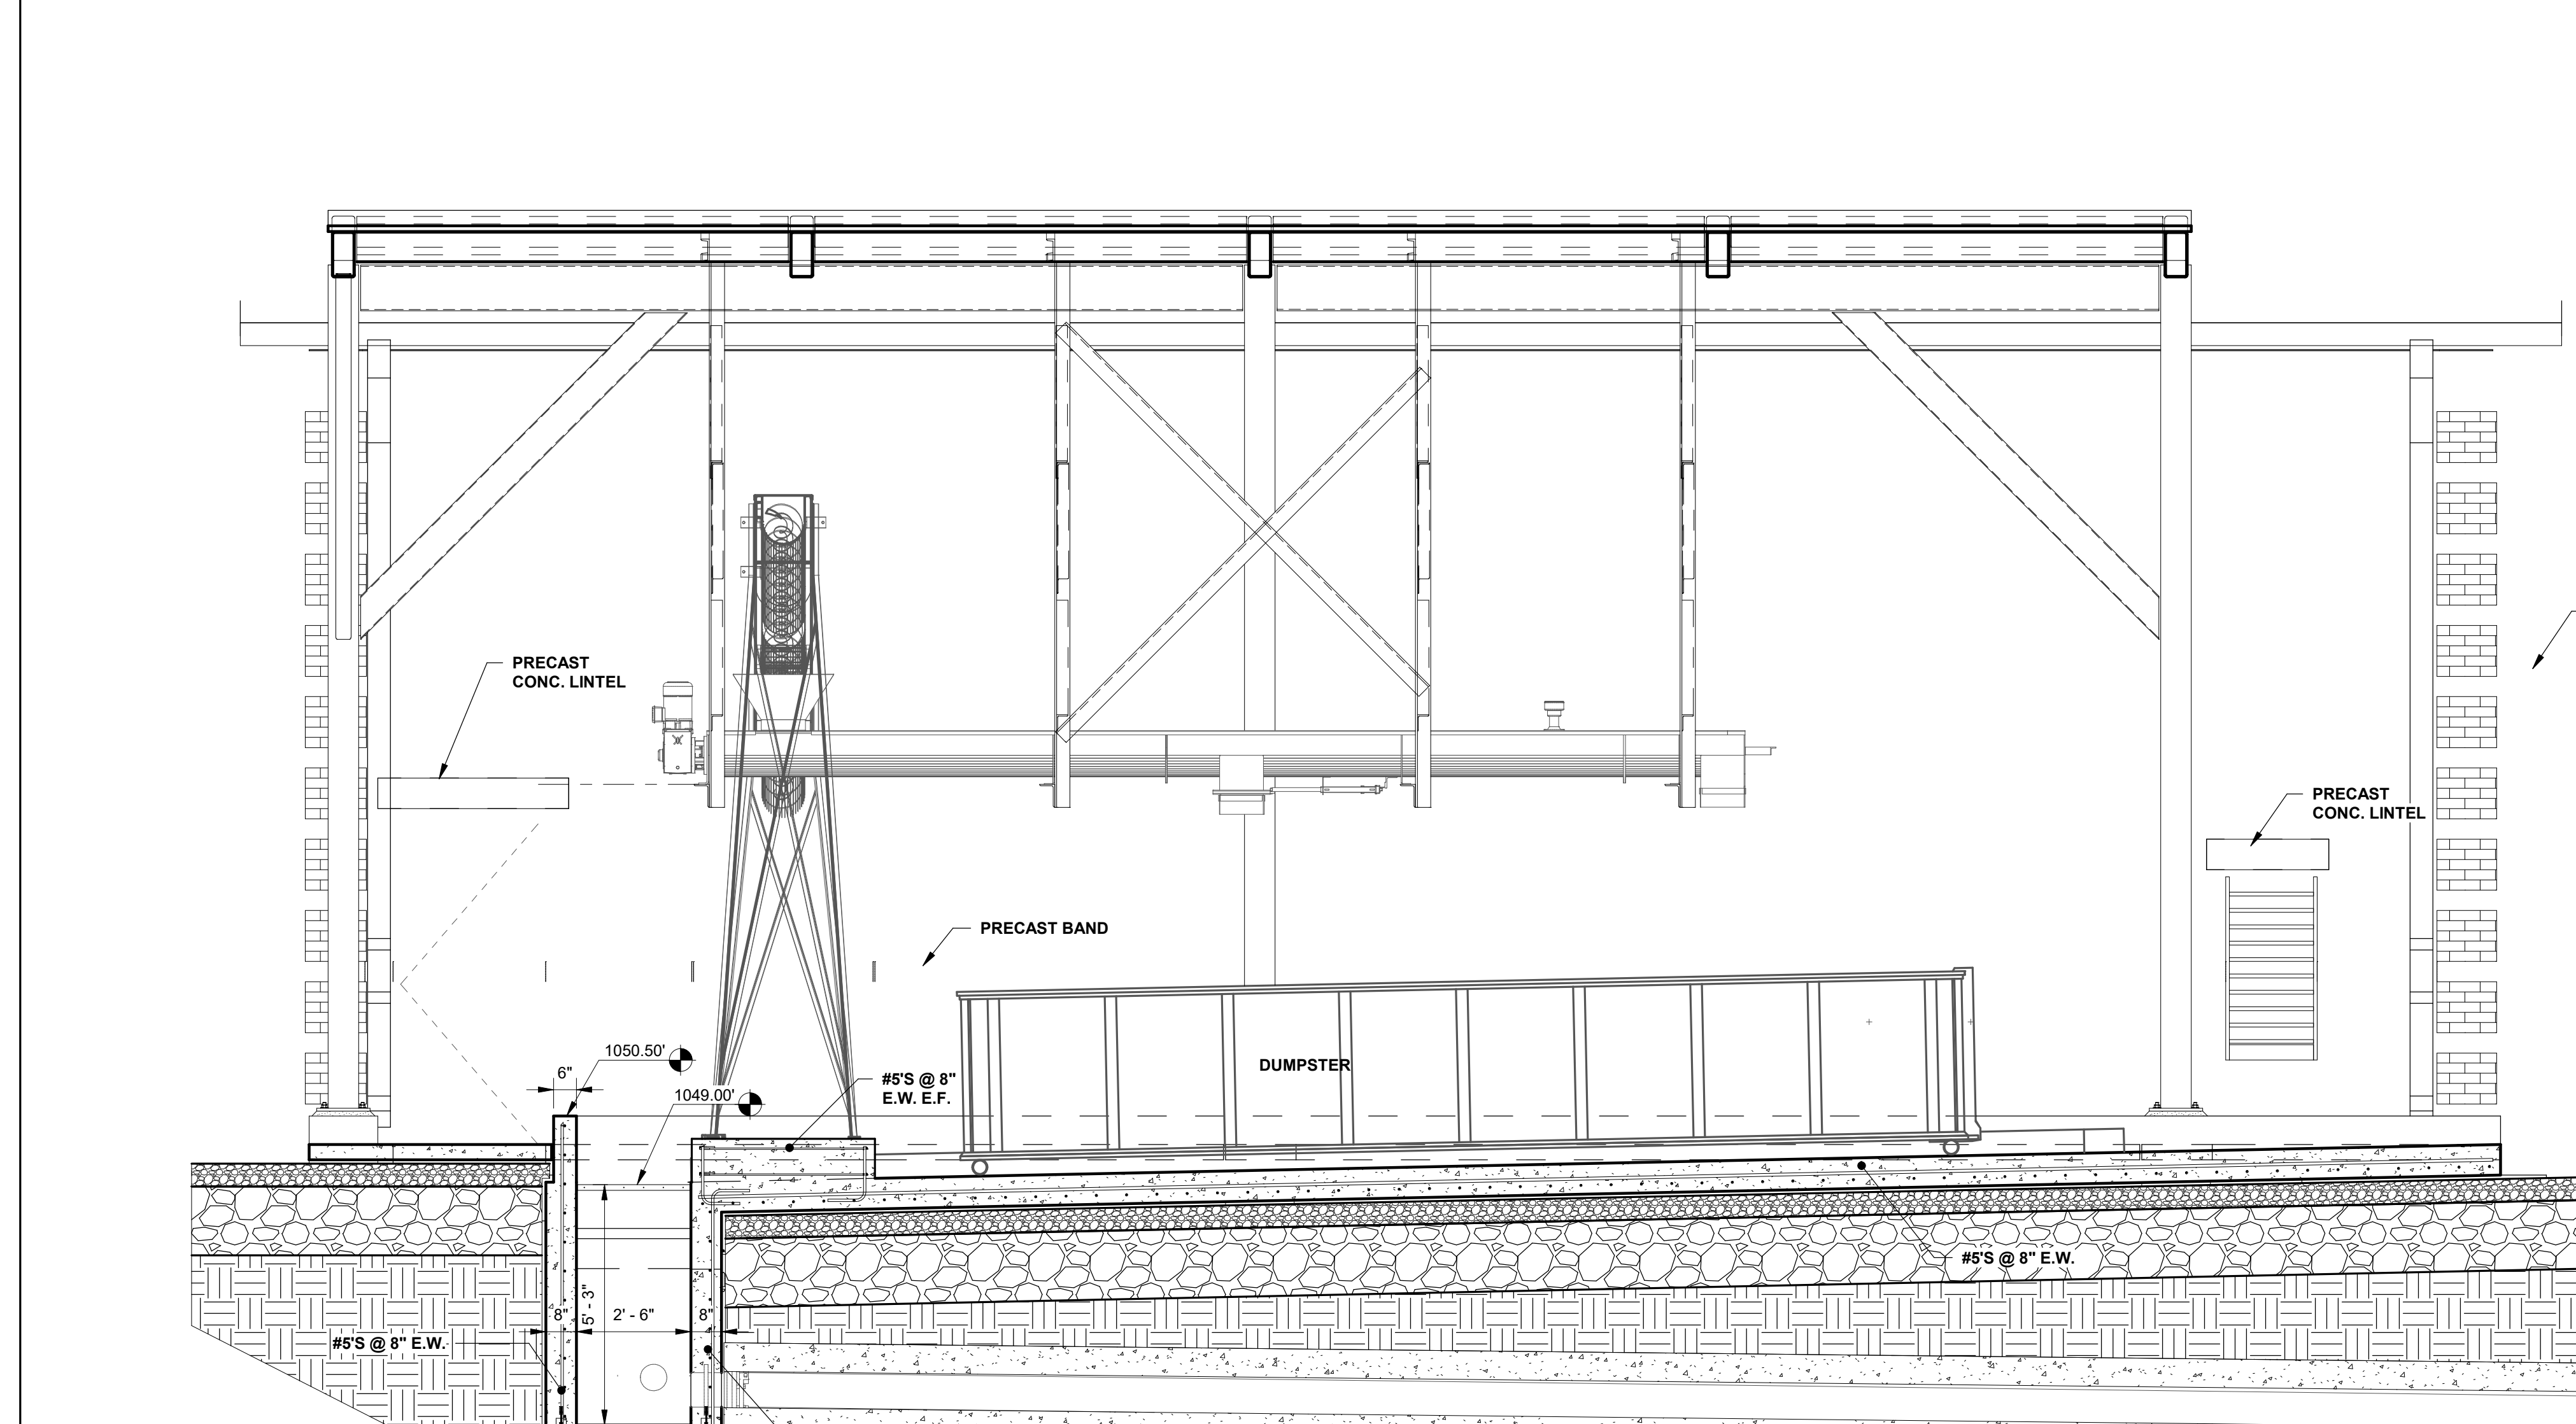 PRECAST
CONC. LINTEL
PRECAST
CONC. LINTEL
PRECAST BAND
1050.50'
6"
1049.00'
#5'S @ 8"
E.W. E.F.
DUMPSTER
#5'S @ 8" E.W.
8"
5' - 3"
2' - 6"
8"
#5'S @ 8" E.W.